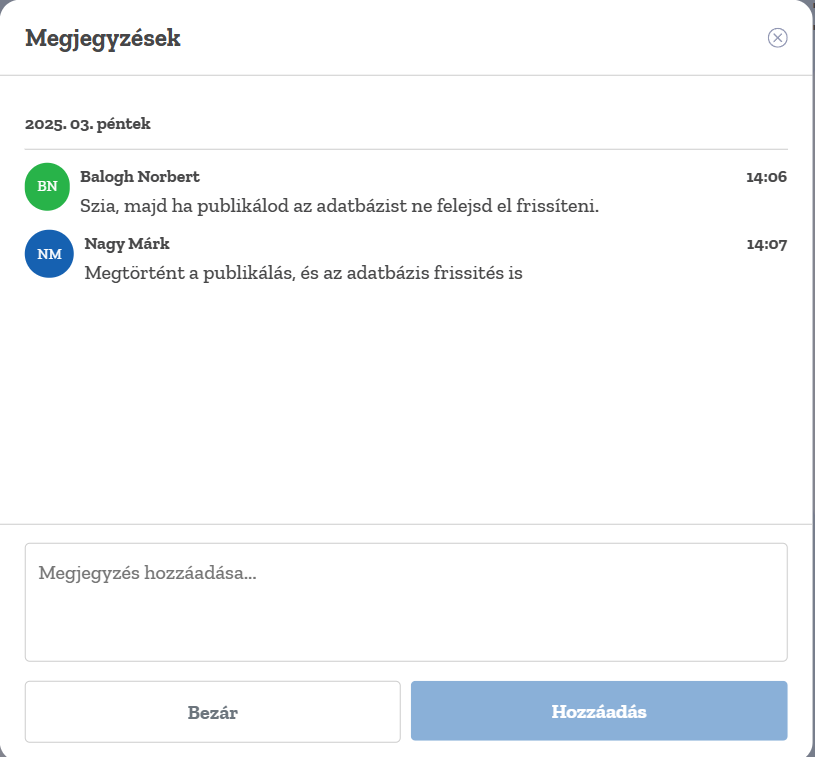 Megjegyzések
2025. 03. péntek
BN
Balogh Norbert
14:06
Szia, majd ha publikálod az adatbázist ne felejsd el frissíteni.
NM
Nagy Márk
14:07
Megtörtént a publikálás, és az adatbázis frissités is
Megjegyzés hozzáadása...
Bezár
Hozzáadás